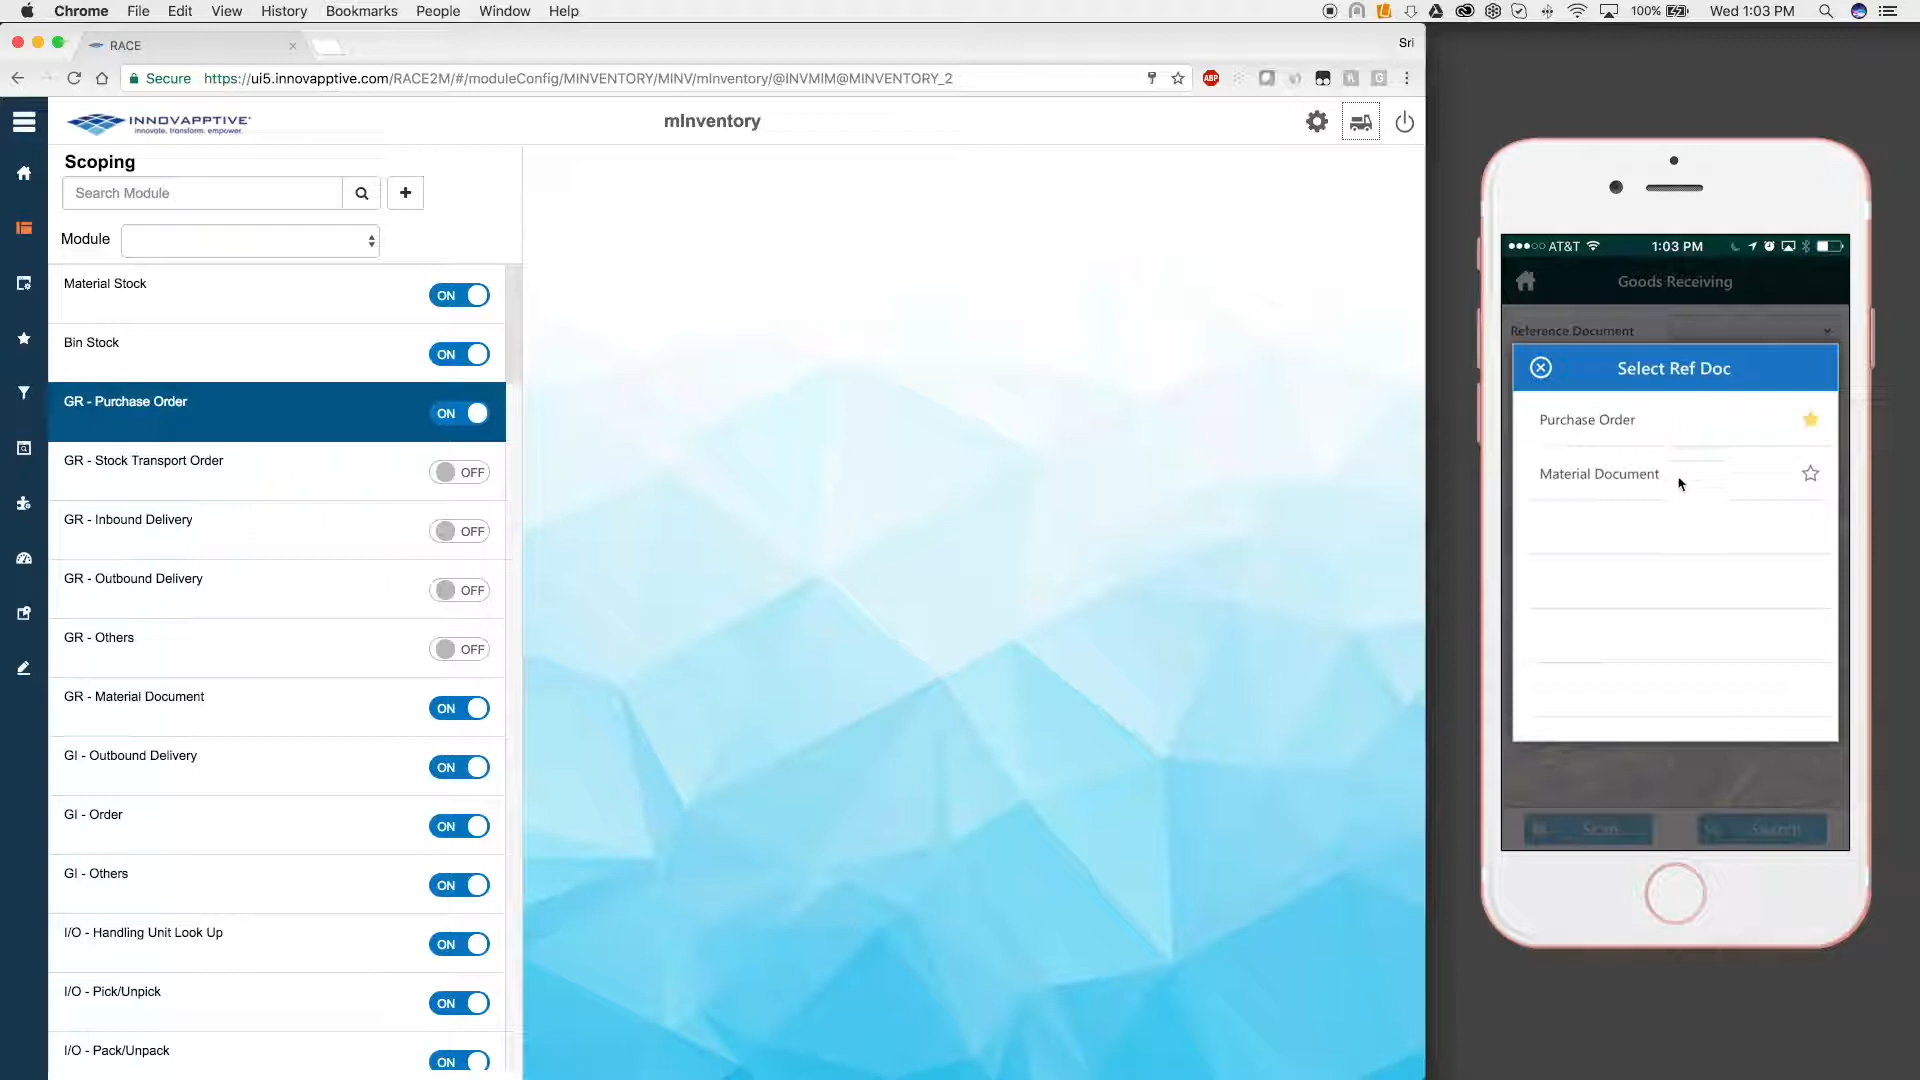 Chrome File Edit View History Bookmarks People Window Help
100% Wed 1:03 PM
RACE
Sri
Secure https://ui5.innovapptive.com/RACE2M/#/moduleConfig/MINVENTORY/MINV/mInventory/@INVMIM@MINVENTORY_2
ABP
INNOVAPPTIVE
innovate. transform. empower.
mInventory
Scoping
Search Module
Module
Material Stock ON
Bin Stock ON
GR - Purchase Order ON
GR - Stock Transport Order OFF
GR - Inbound Delivery OFF
GR - Outbound Delivery OFF
GR - Others OFF
GR - Material Document ON
GI - Outbound Delivery ON
GI - Order ON
GI - Others ON
I/O - Handling Unit Look Up ON
I/O - Pick/Unpick ON
I/O - Pack/Unpack ON
AT&T 1:03 PM
Goods Receiving
Reference Document
Select Ref Doc
Purchase Order
Material Document
Scan Search